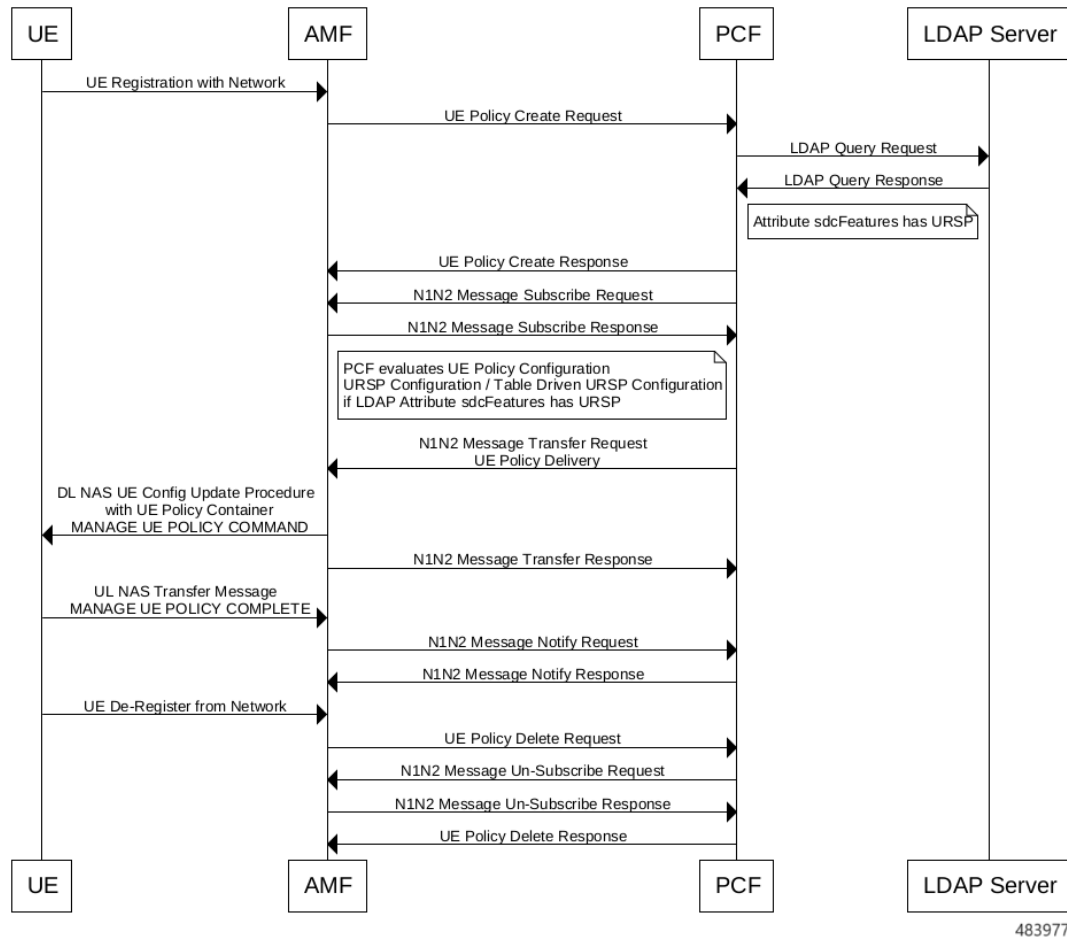 UE
AMF
PCF
LDAP Server
UE Registration with Network
UE Policy Create Request
LDAP Query Request
LDAP Query Response
Attribute sdcFeatures has URSP
UE Policy Create Response
N1N2 Message Subscribe Request
N1N2 Message Subscribe Response
PCF evaluates UE Policy Configuration
URSP Configuration / Table Driven URSP Configuration
if LDAP Attribute sdcFeatures has URSP
N1N2 Message Transfer Request
UE Policy Delivery
DL NAS UE Config Update Procedure
with UE Policy Container
MANAGE UE POLICY COMMAND
N1N2 Message Transfer Response
UL NAS Transfer Message
MANAGE UE POLICY COMPLETE
N1N2 Message Notify Request
N1N2 Message Notify Response
UE De-Register from Network
UE Policy Delete Request
N1N2 Message Un-Subscribe Request
N1N2 Message Un-Subscribe Response
UE Policy Delete Response
UE
AMF
PCF
LDAP Server
483977